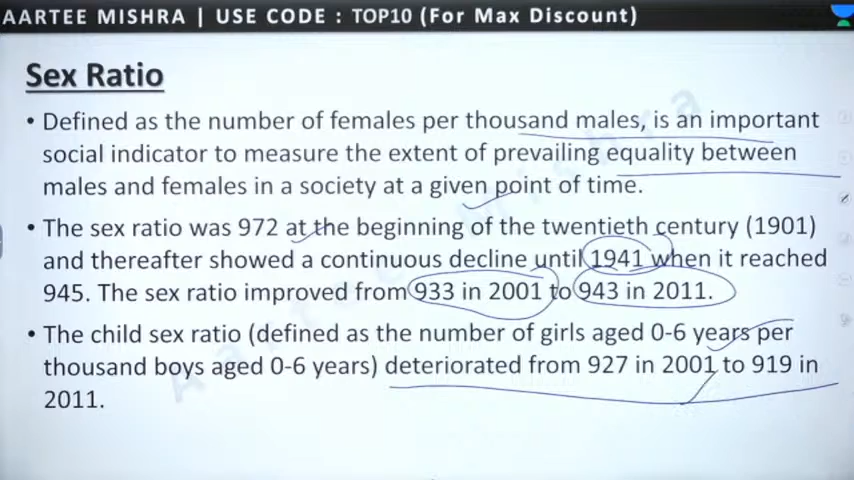 AARTEE MISHRA | USE CODE : TOP10 (For Max Discount)
Sex Ratio
• Defined as the number of females per thousand males, is an important
social indicator to measure the extent of prevailing equality between
males and females in a society at a given point of time.
• The sex ratio was 972 at the beginning of the twentieth century (1901)
and thereafter showed a continuous decline until 1941 when it reached
945. The sex ratio improved from 933 in 2001 to 943 in 2011.
• The child sex ratio (defined as the number of girls aged 0-6 years per
thousand boys aged 0-6 years) deteriorated from 927 in 2001 to 919 in
2011.
Aartee Mishra